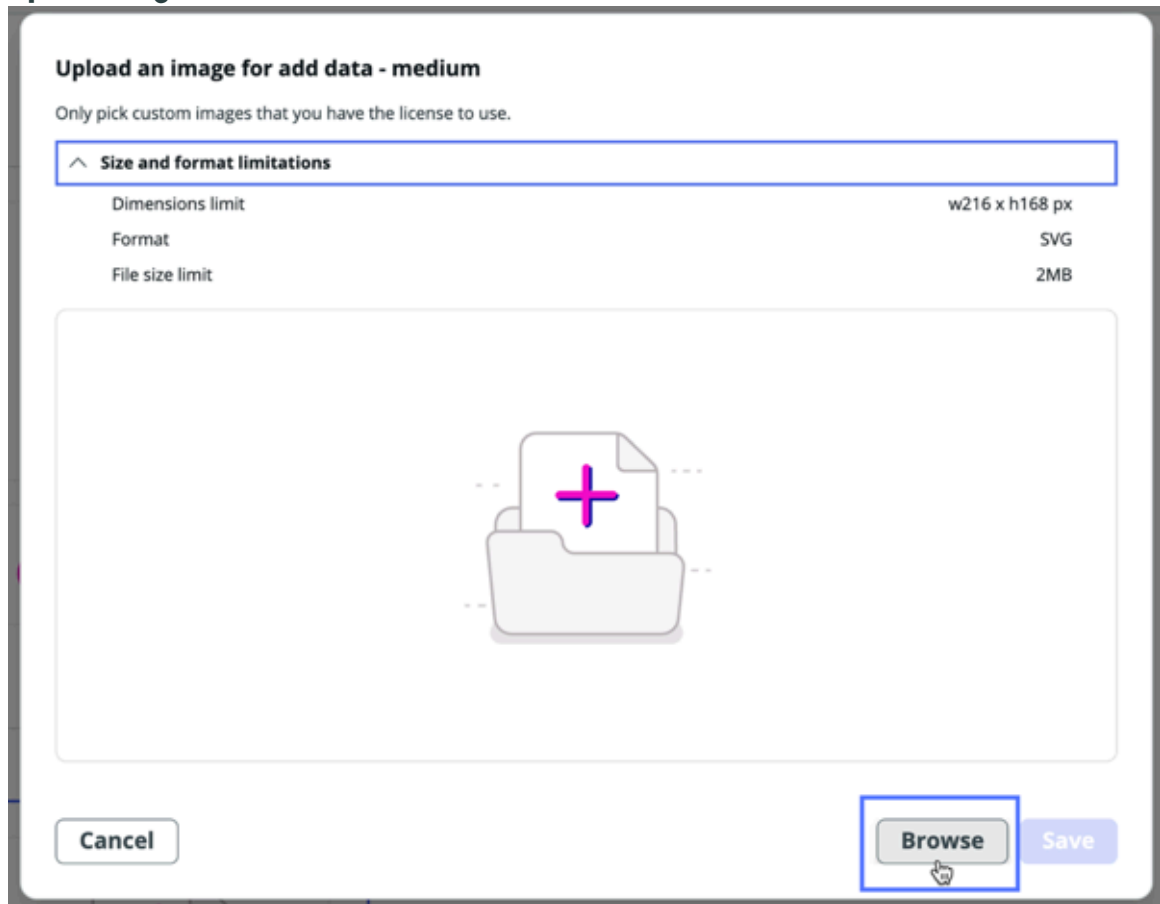 Upload an image for add data - medium
Only pick custom images that you have the license to use.
Size and format limitations
Dimensions limit w216 x h168 px
Format SVG
File size limit 2MB
Cancel Browse Save